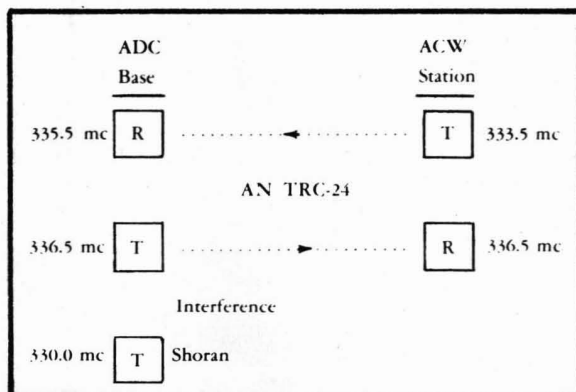 ADC ACW
Base Station
335.5 mc R T 333.5 mc
AN TRC-24
336.5 mc T R 336.5 mc
Interference
330.0 mc T Shoran